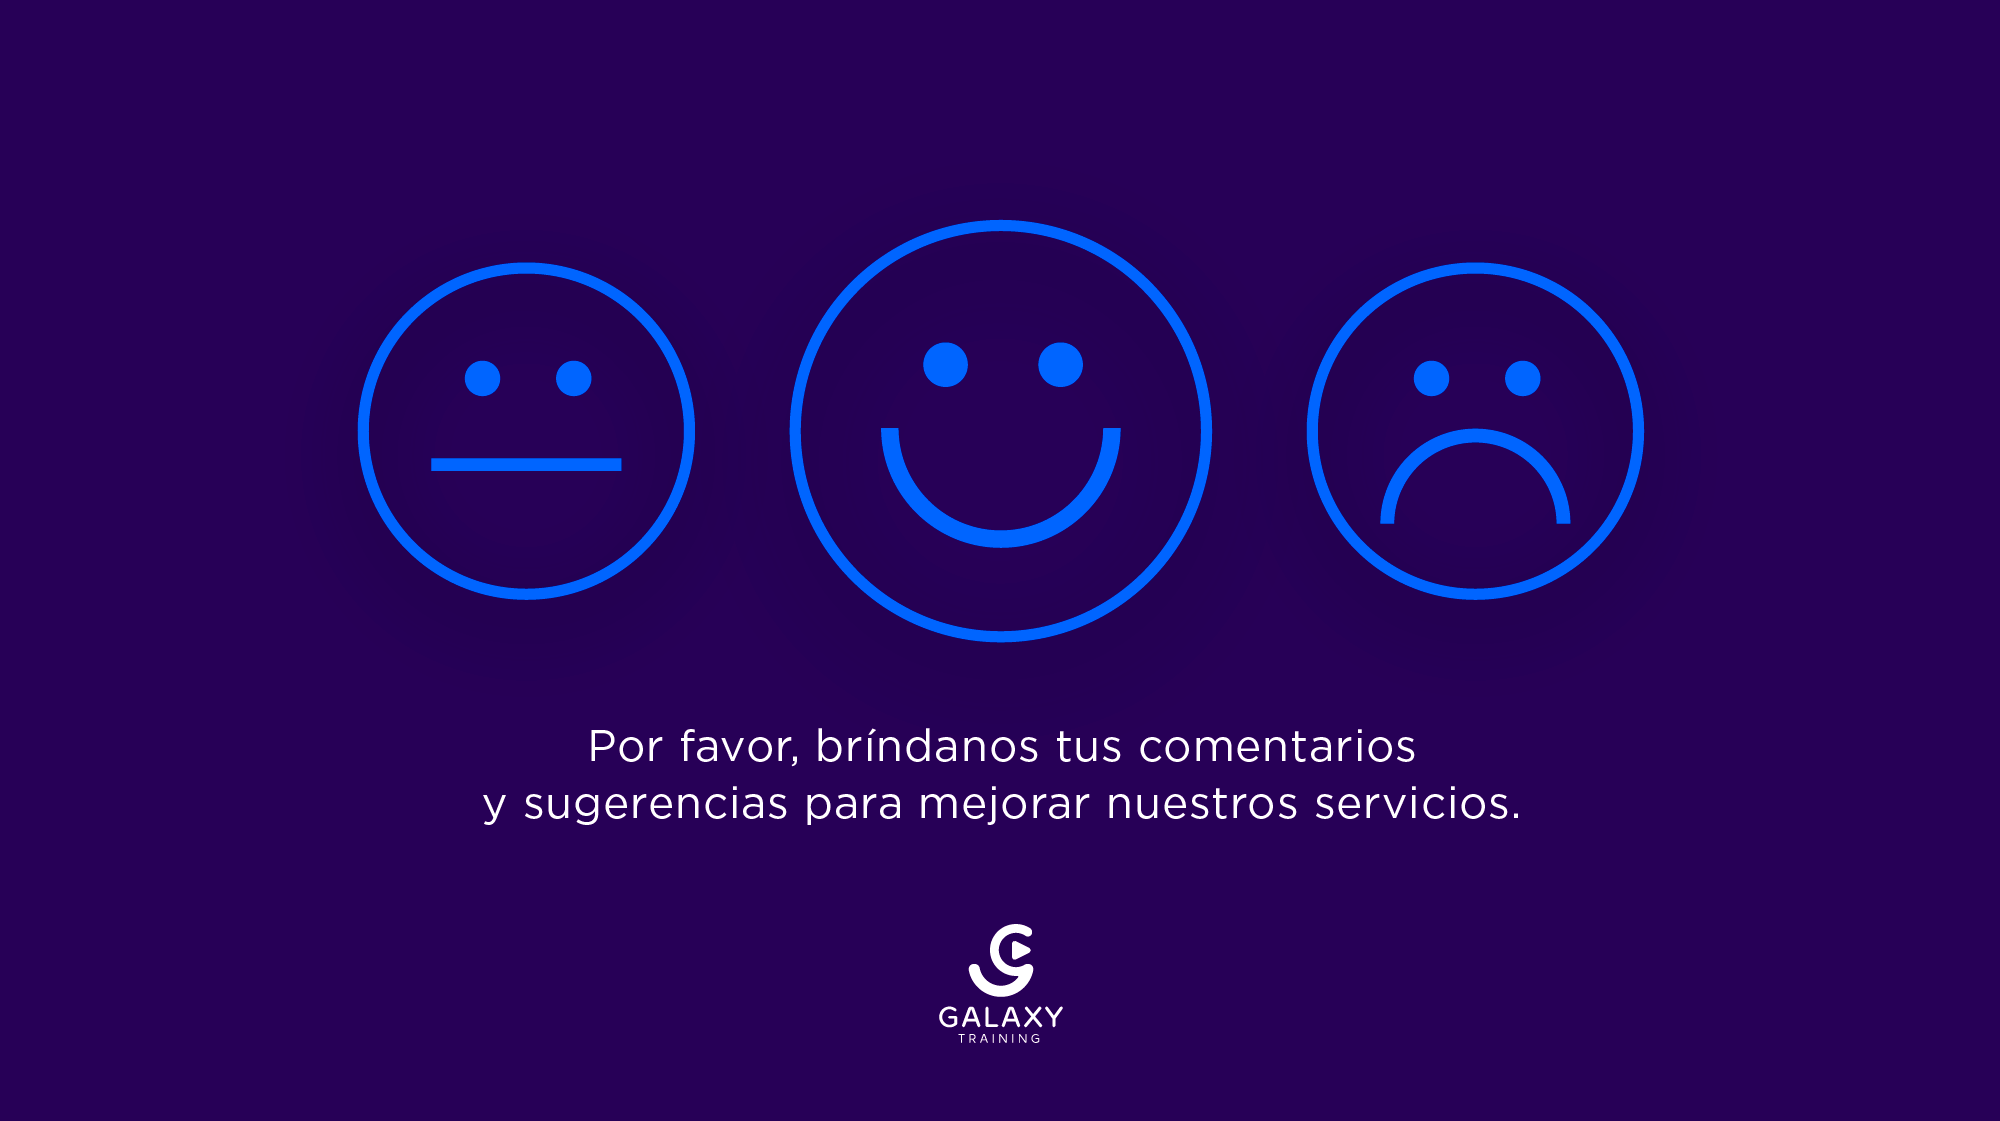 Por favor, bríndanos tus comentarios
y sugerencias para mejorar nuestros servicios.
GALAXY
TRAINING